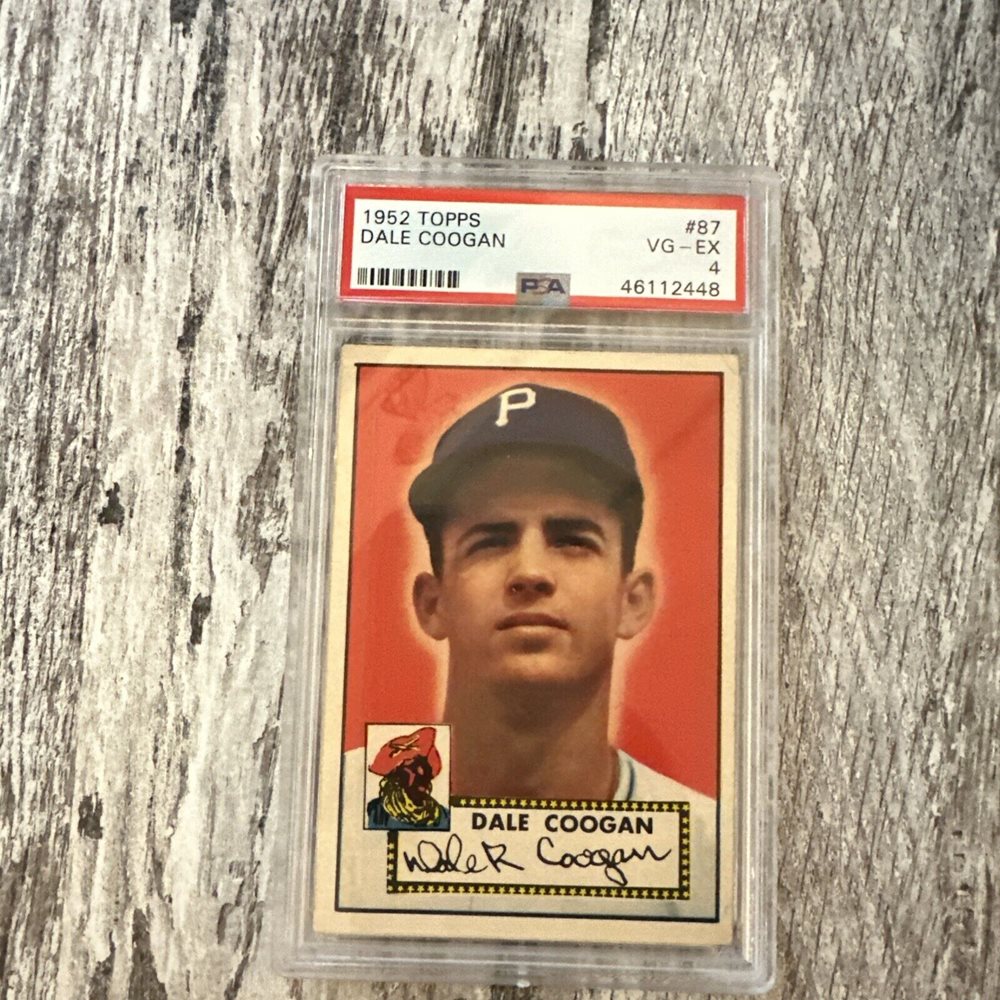 1952 TOPPS
DALE COOGAN
#87
VG-EX
4
PSA
46112448
P
DALE COOGAN
Dale R Coogan